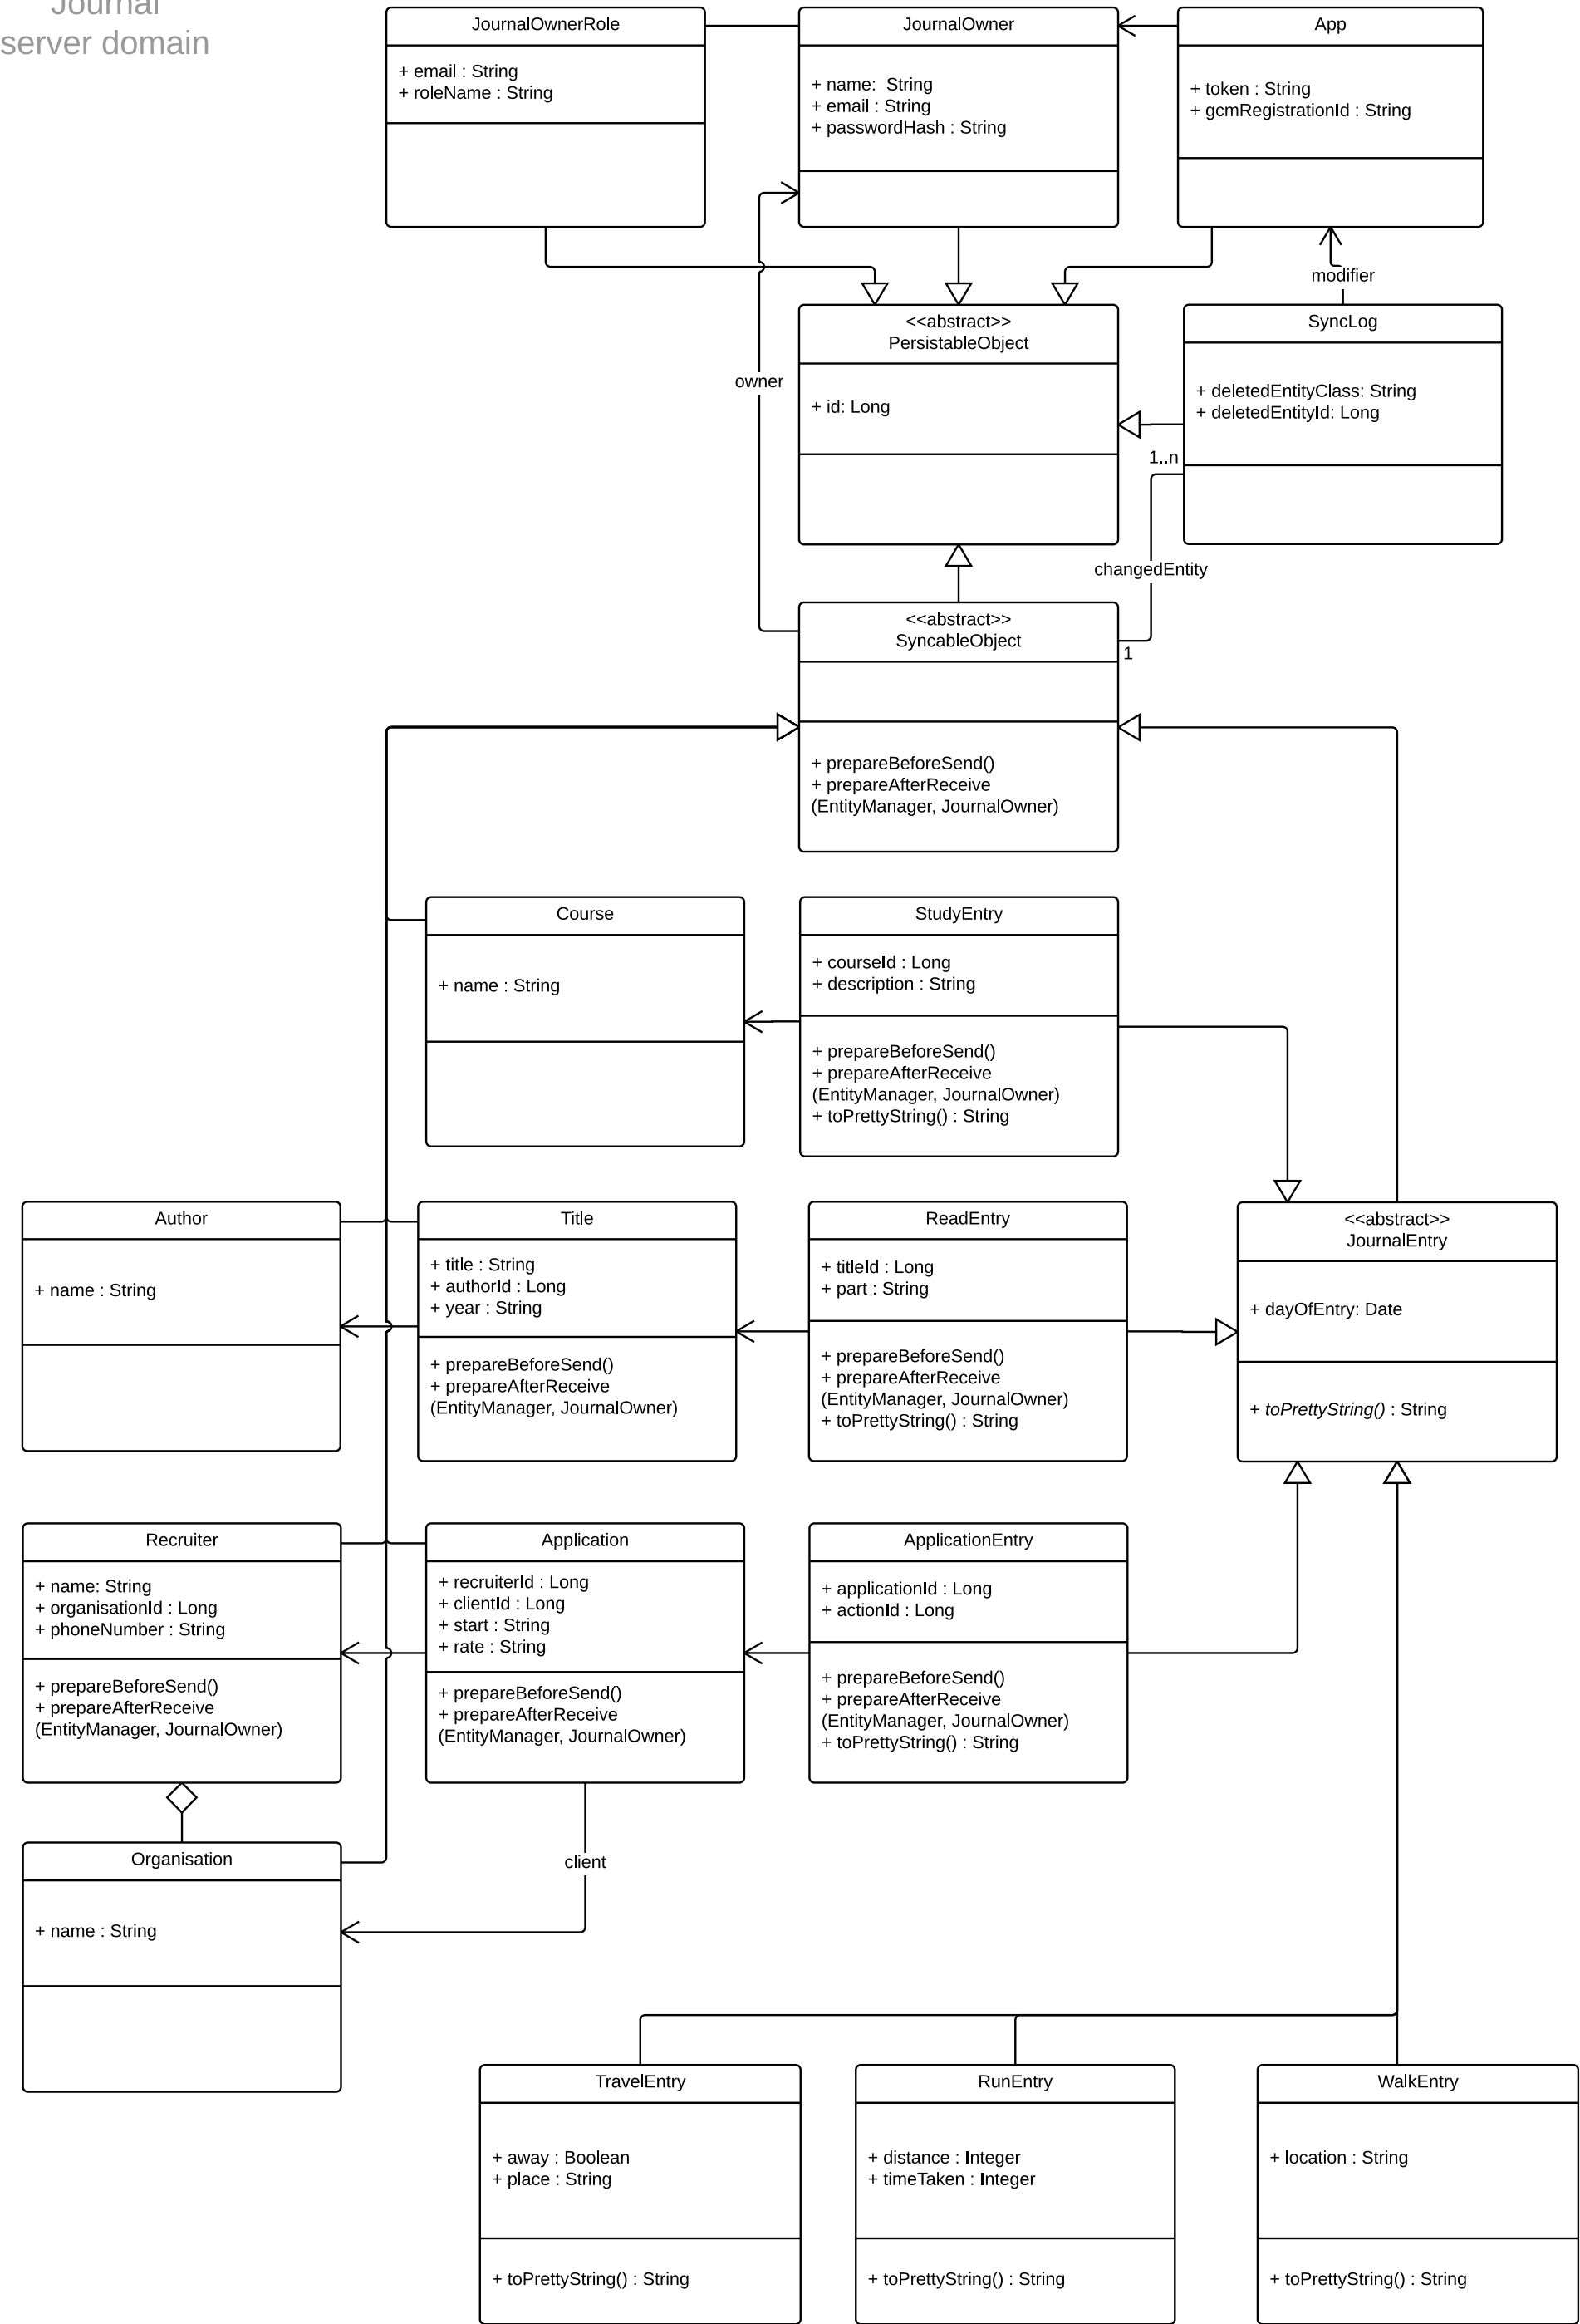 Journal
server domain
JournalOwnerRole
+ email : String
+ roleName : String
JournalOwner
+ name:  String
+ email : String
+ passwordHash : String
App
+ token : String
+ gcmRegistrationId : String
modifier
owner
<<abstract>>
PersistableObject
+ id: Long
SyncLog
+ deletedEntityClass: String
+ deletedEntityId: Long
1..n
changedEntity
1
<<abstract>>
SyncableObject
+ prepareBeforeSend()
+ prepareAfterReceive
(EntityManager, JournalOwner)
Course
+ name : String
StudyEntry
+ courseId : Long
+ description : String
+ prepareBeforeSend()
+ prepareAfterReceive
(EntityManager, JournalOwner)
+ toPrettyString() : String
Author
+ name : String
Title
+ title : String
+ authorId : Long
+ year : String
+ prepareBeforeSend()
+ prepareAfterReceive
(EntityManager, JournalOwner)
ReadEntry
+ titleId : Long
+ part : String
+ prepareBeforeSend()
+ prepareAfterReceive
(EntityManager, JournalOwner)
+ toPrettyString() : String
<<abstract>>
JournalEntry
+ dayOfEntry: Date
+ toPrettyString() : String
Recruiter
+ name: String
+ organisationId : Long
+ phoneNumber : String
+ prepareBeforeSend()
+ prepareAfterReceive
(EntityManager, JournalOwner)
Application
+ recruiterId : Long
+ clientId : Long
+ start : String
+ rate : String
+ prepareBeforeSend()
+ prepareAfterReceive
(EntityManager, JournalOwner)
ApplicationEntry
+ applicationId : Long
+ actionId : Long
+ prepareBeforeSend()
+ prepareAfterReceive
(EntityManager, JournalOwner)
+ toPrettyString() : String
Organisation
+ name : String
client
TravelEntry
+ away : Boolean
+ place : String
+ toPrettyString() : String
RunEntry
+ distance : Integer
+ timeTaken : Integer
+ toPrettyString() : String
WalkEntry
+ location : String
+ toPrettyString() : String